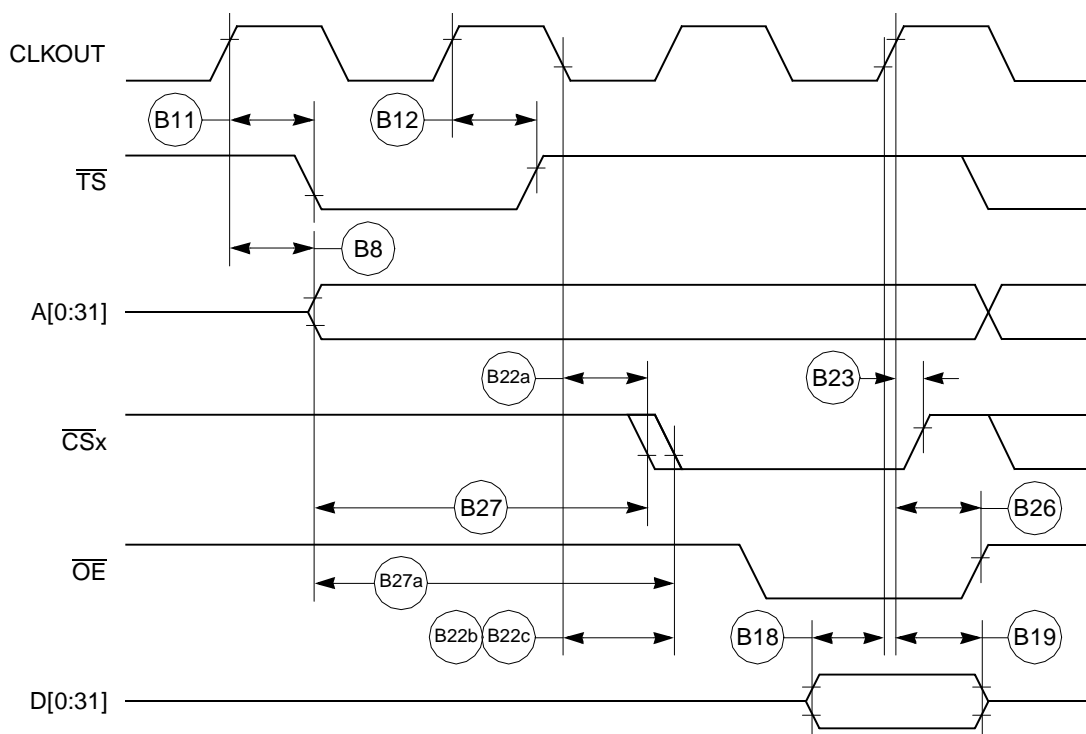 CLKOUT
B11
B12
TS
B8
A[0:31]
B22a
B23
CSx
B27
B26
OE
B27a
B22b
B22c
B18
B19
D[0:31]